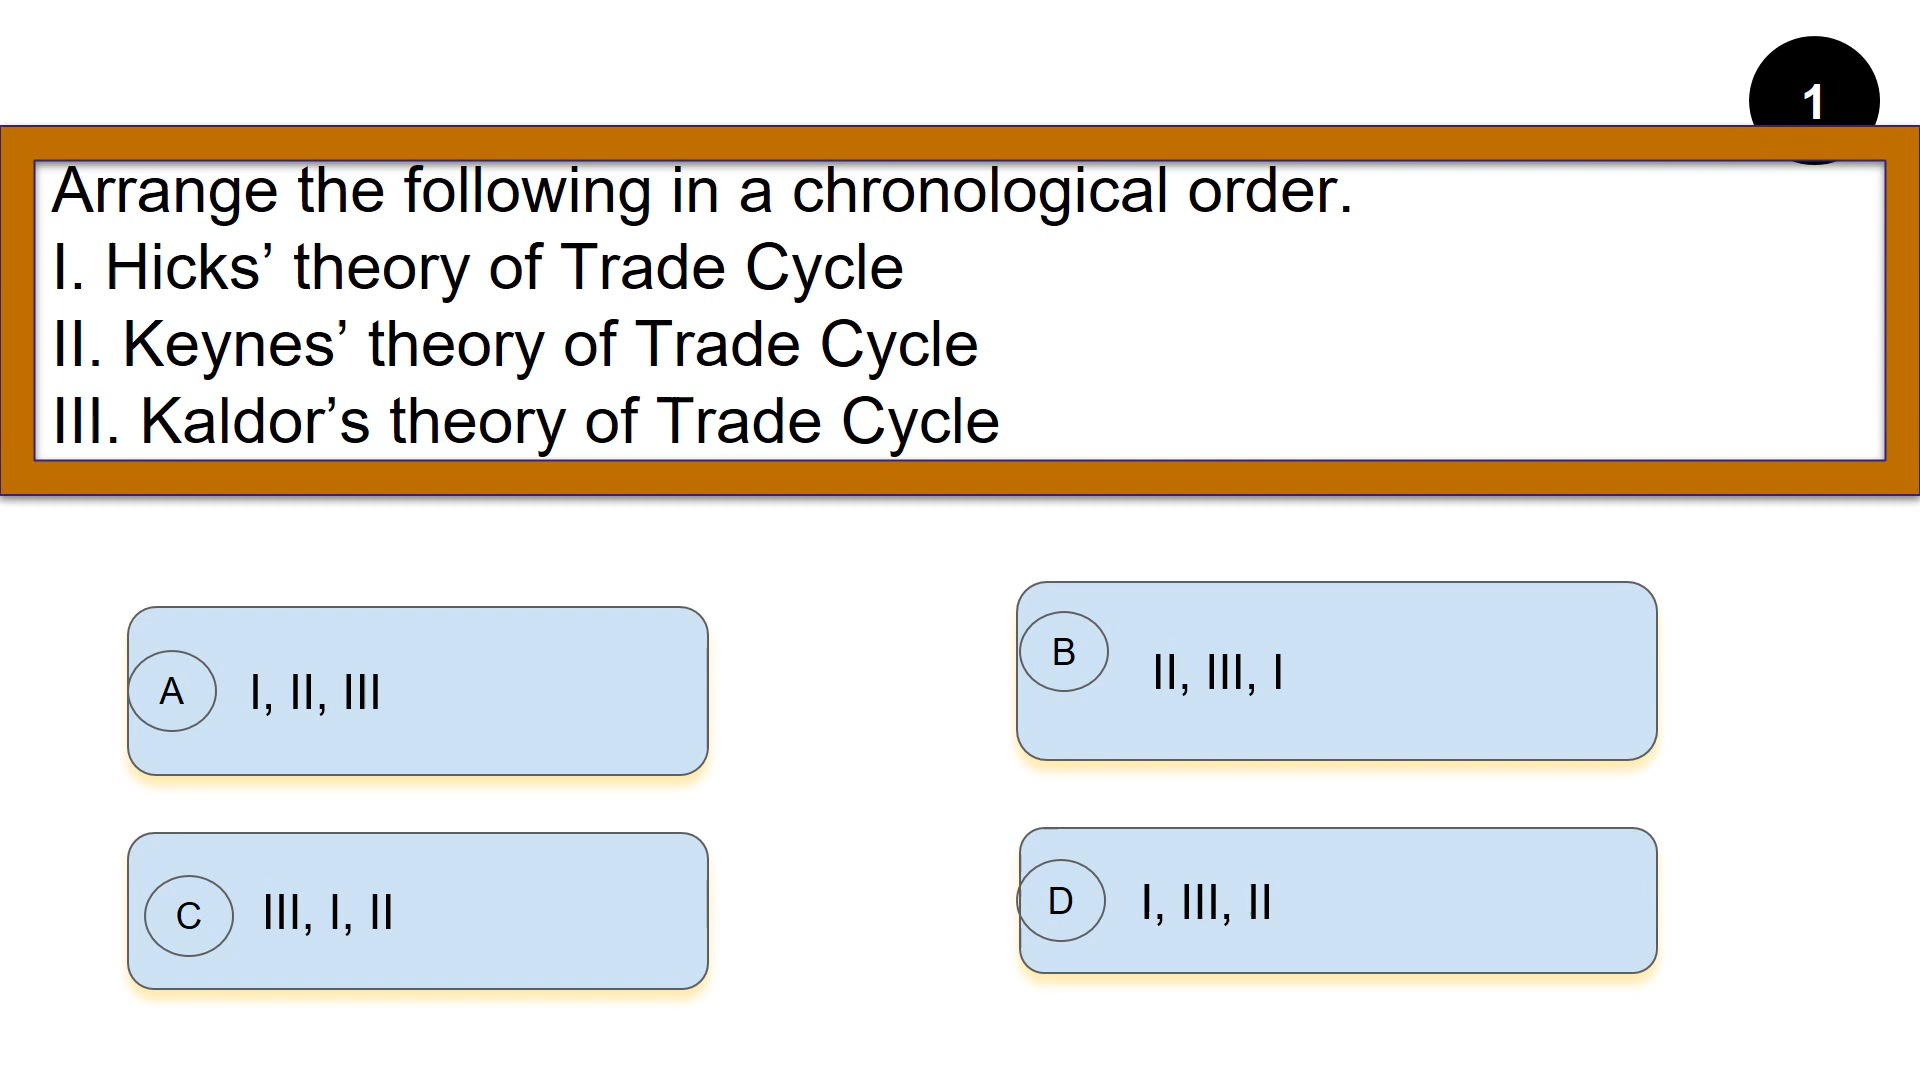 1
Arrange the following in a chronological order.
I. Hicks’ theory of Trade Cycle
II. Keynes’ theory of Trade Cycle
III. Kaldor’s theory of Trade Cycle
A I, II, III
B II, III, I
C III, I, II
D I, III, II